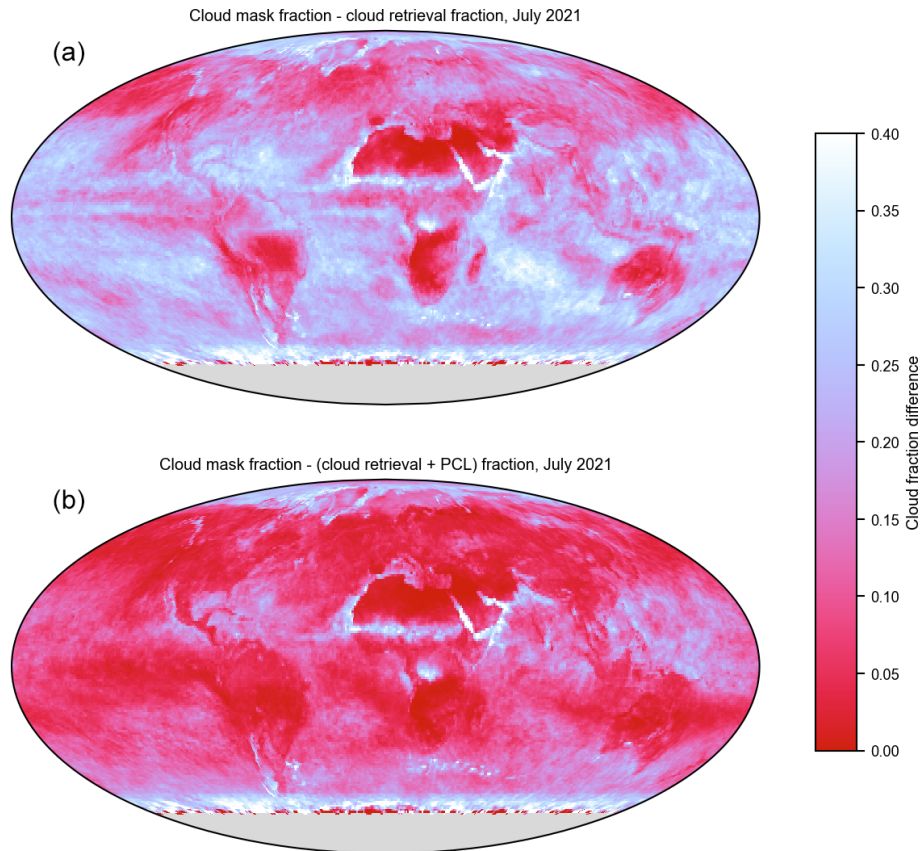 Cloud mask fraction - cloud retrieval fraction, July 2021
(a)
0.40
0.35
0.30
0.25
0.20
0.15
0.10
0.05
0.00
Cloud fraction difference
Cloud mask fraction - (cloud retrieval + PCL) fraction, July 2021
(b)